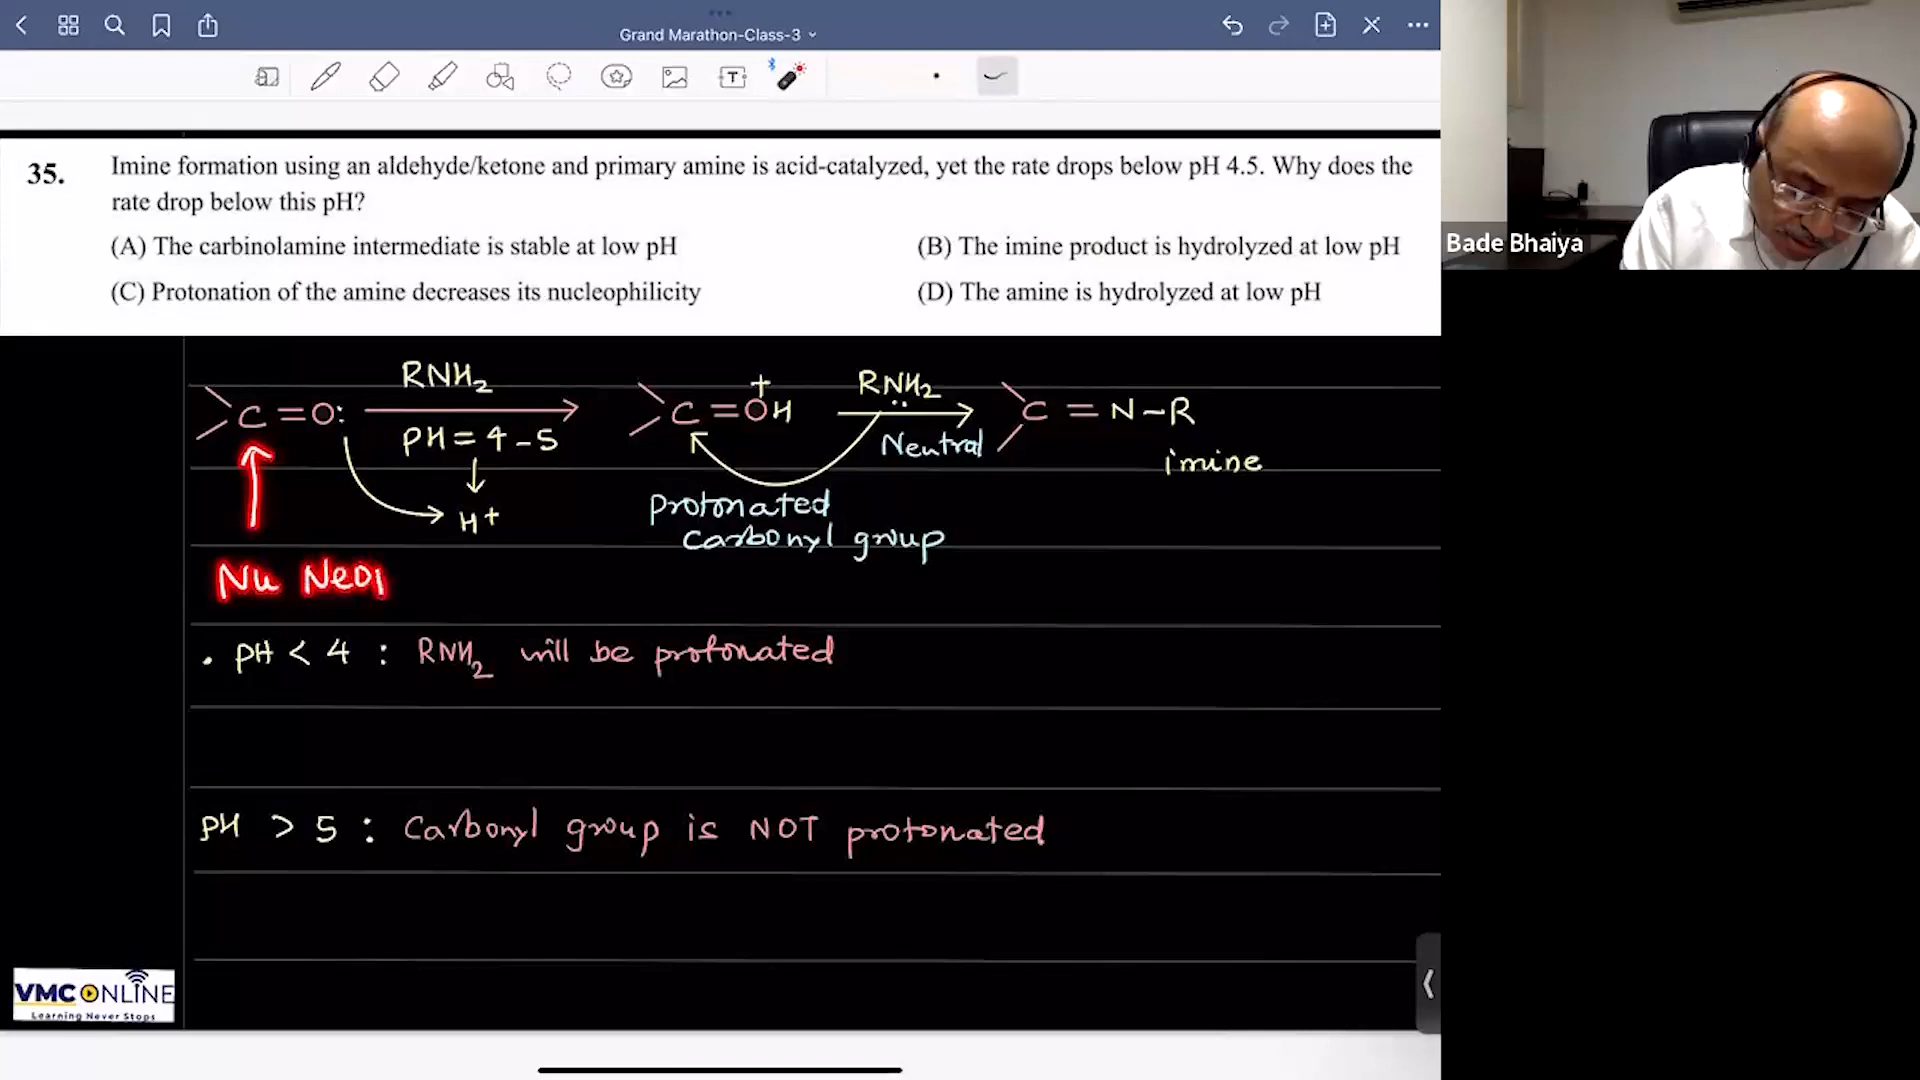 Grand Marathon-Class-3
35. Imine formation using an aldehyde/ketone and primary amine is acid-catalyzed, yet the rate drops below pH 4.5. Why does the
rate drop below this pH?
(A) The carbinolamine intermediate is stable at low pH
(B) The imine product is hydrolyzed at low pH
(C) Protonation of the amine decreases its nucleophilicity
(D) The amine is hydrolyzed at low pH
Bade Bhaiya
RNH2
C=O:
PH = 4-5
H+
+
C=OH
RNH2
Neutral
C=N-R
imine
Protonated
carbonyl group
Nu
. PH < 4 : RNH2 will be protonated
PH > 5 : Carbonyl group is NOT protonated
VMC ONLINE
Learning Never Stops